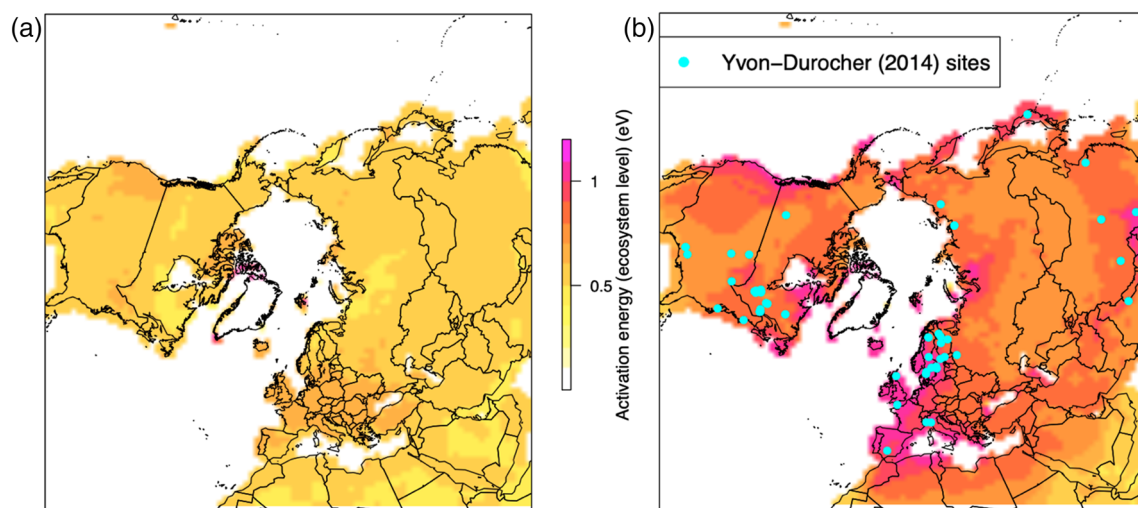 (a)
(b)
Yvon−Durocher (2014) sites
Activation energy (ecosystem level) (eV)
1
0.5